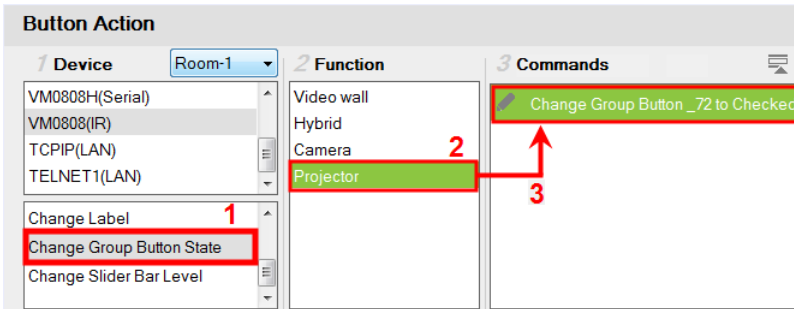 Button Action
1 Device Room-1 2 Function 3 Commands
VM0808H(Serial)
VM0808(IR)
TCPIP(LAN)
TELNET1(LAN)
Change Label 1
Change Group Button State
Change Slider Bar Level
Video wall
Hybrid
Camera 2
Projector
Change Group Button _72 to Checked
3